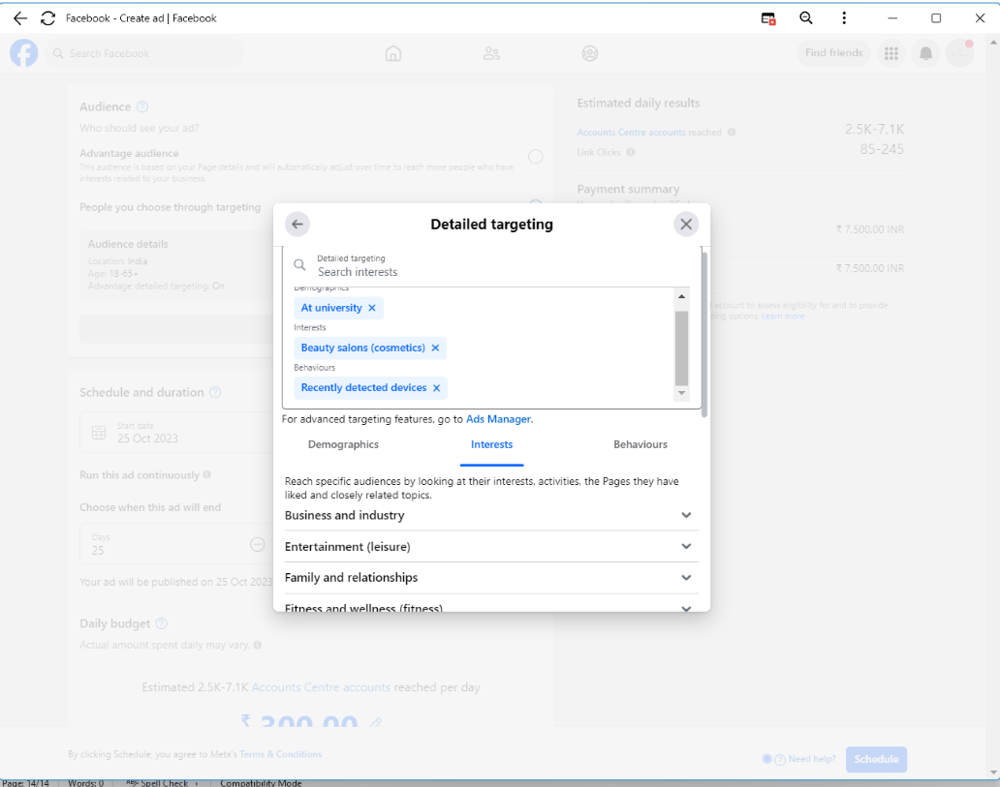 Facebook - Create ad | Facebook
Search Facebook
Find friends
Audience
Who should see your ad?
Advantage audience
This audience is based on your Page details and will automatically adjust over time to reach more people who have
interests related to your business.
People you choose through targeting
Audience details
Location: India
Age: 18-65+
Advantage detailed targeting: On
Schedule and duration
Start date
25 Oct 2023
Run this ad continuously
Choose when this ad will end
Days
25
Your ad will be published on 25 Oct 2023
Daily budget
Actual amount spent daily may vary.
Estimated 2.5K-7.1K Accounts Centre accounts reached per day
₹ 300.00
Estimated daily results
Accounts Centre accounts reached 2.5K-7.1K
Link Clicks 85-245
Payment summary
₹ 7,500.00 INR
₹ 7,500.00 INR
account to assess eligibility for and to provide
options. Learn more
Detailed targeting
Detailed targeting
Search interests
Demographics
At university
Interests
Beauty salons (cosmetics)
Behaviours
Recently detected devices
For advanced targeting features, go to Ads Manager.
Demographics Interests Behaviours
Reach specific audiences by looking at their interests, activities, the Pages they have
liked and closely related topics.
Business and industry
Entertainment (leisure)
Family and relationships
Fitness and wellness (fitness)
By clicking Schedule, you agree to Meta's Terms & Conditions
Need help?
Schedule
Page: 14/14 Words: 0 Spell Check Compatibility Mode